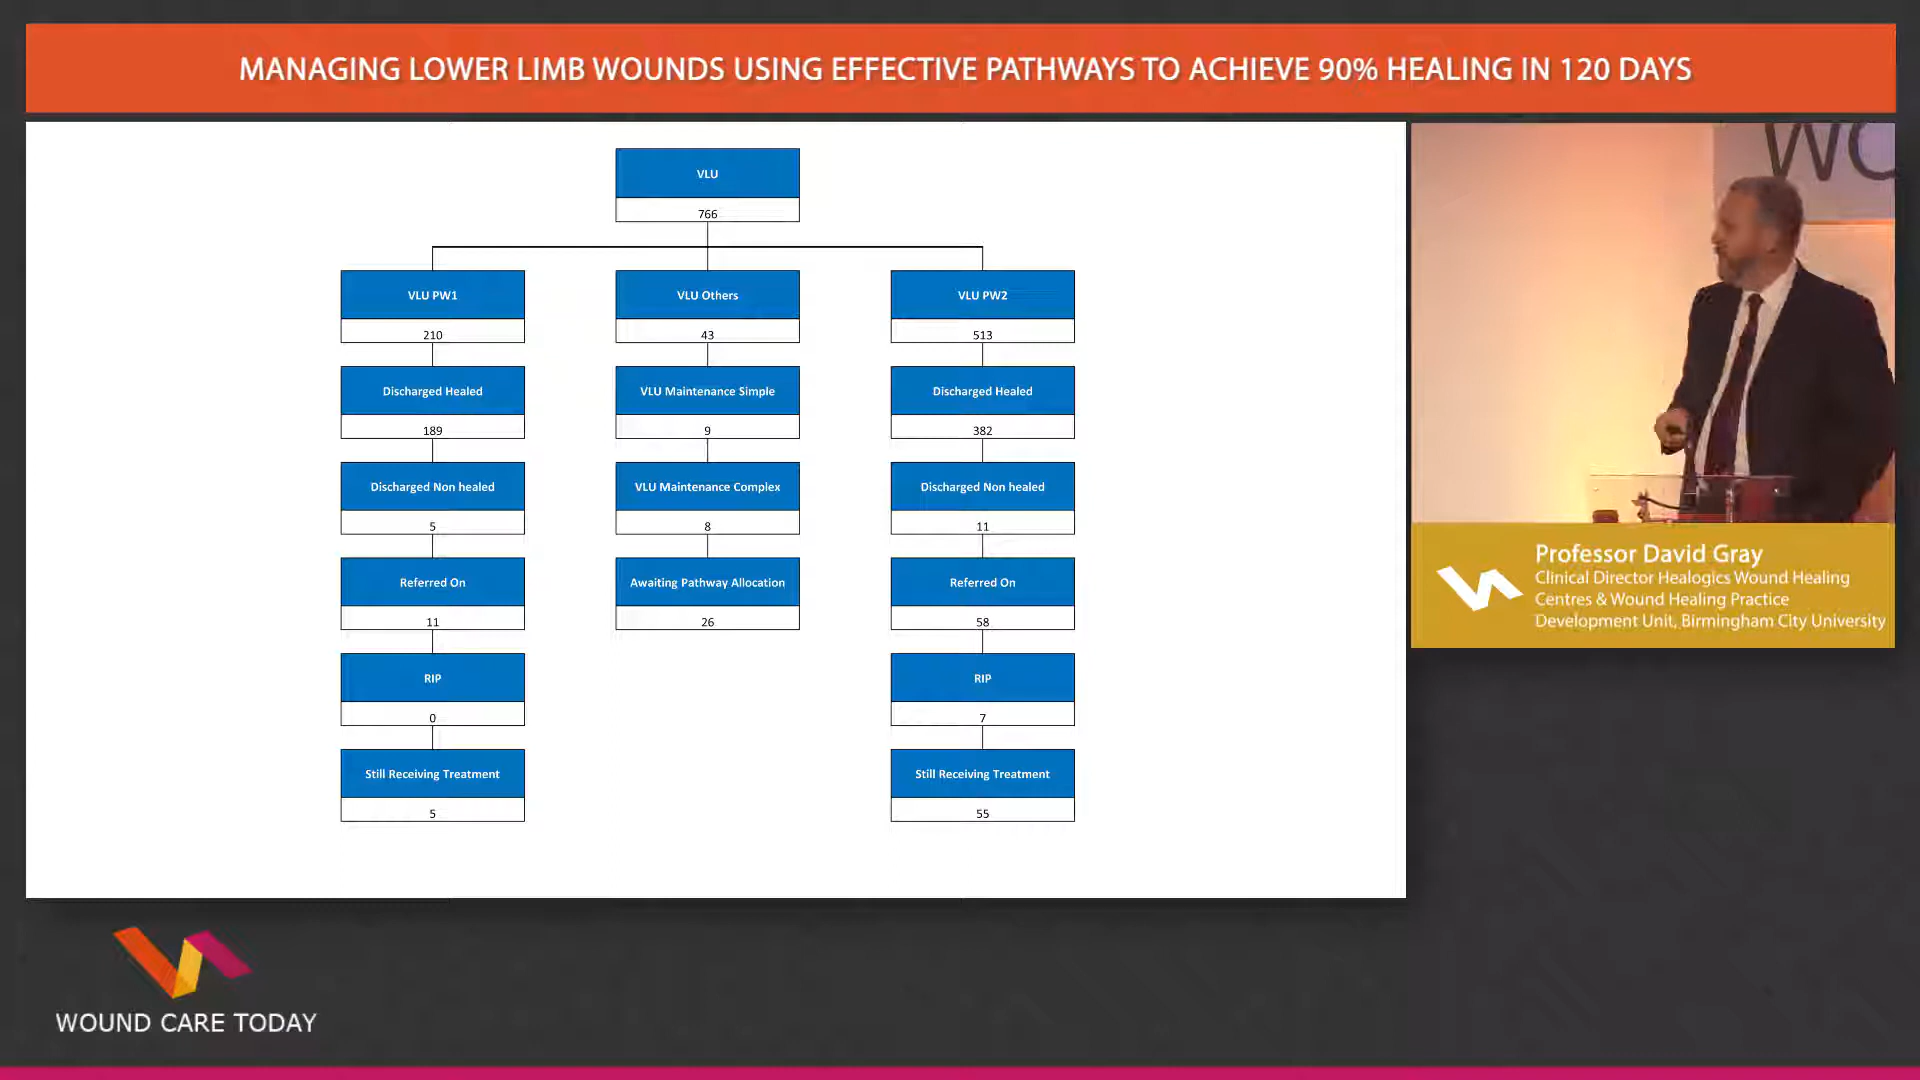 MANAGING LOWER LIMB WOUNDS USING EFFECTIVE PATHWAYS TO ACHIEVE 90% HEALING IN 120 DAYS
VLU
766
VLU PW1
210
Discharged Healed
189
Discharged Non healed
5
Referred On
11
RIP
0
Still Receiving Treatment
5
VLU Others
43
VLU Maintenance Simple
9
VLU Maintenance Complex
8
Awaiting Pathway Allocation
26
VLU PW2
513
Discharged Healed
382
Discharged Non healed
11
Referred On
58
RIP
7
Still Receiving Treatment
55
WO
Professor David Gray
Clinical Director Healogics Wound Healing
Centres & Wound Healing Practice
Development Unit, Birmingham City University
WOUND CARE TODAY